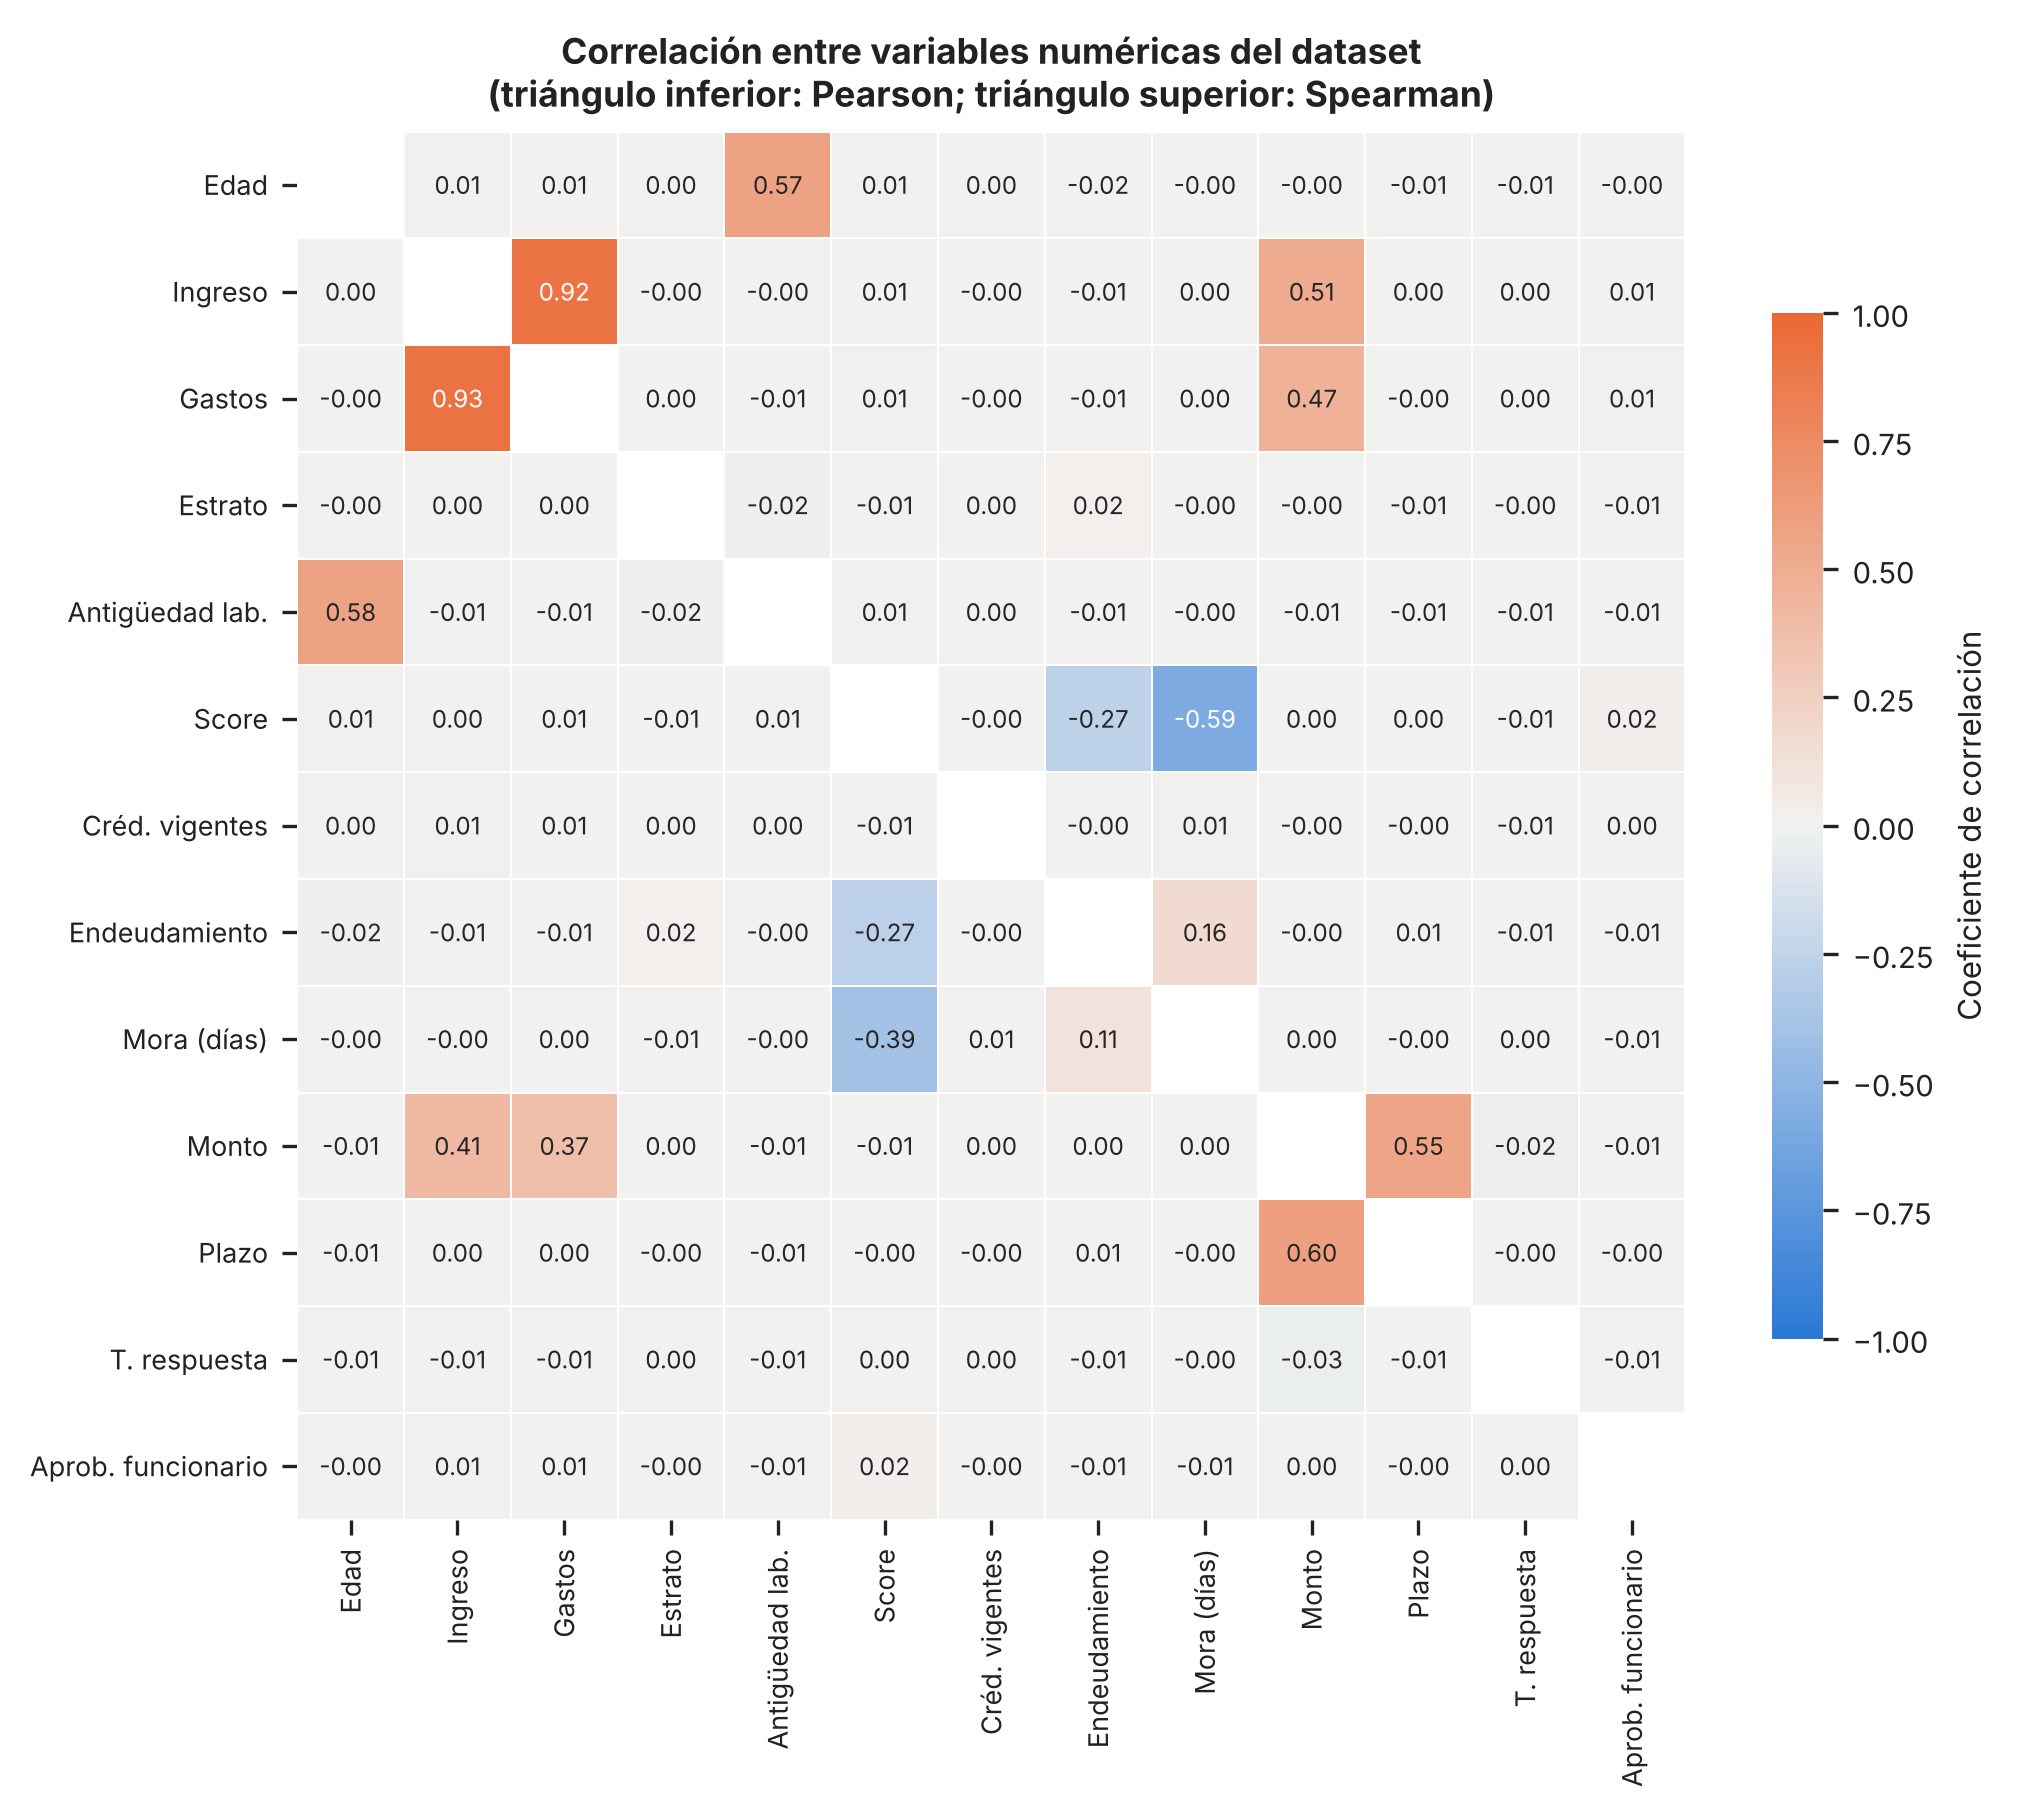 Correlación entre variables numéricas del dataset
(triángulo inferior: Pearson; triángulo superior: Spearman)
Edad 0.01 0.01 0.00 0.57 0.01 0.00 -0.02 -0.00 -0.00 -0.01 -0.01 -0.00
Ingreso 0.00 0.92 -0.00 -0.00 0.01 -0.00 -0.01 0.00 0.51 0.00 0.00 0.01
Gastos -0.00 0.93 0.00 -0.01 0.01 -0.00 -0.01 0.00 0.47 -0.00 0.00 0.01
Estrato -0.00 0.00 0.00 -0.02 -0.01 0.00 0.02 -0.00 -0.00 -0.01 -0.00 -0.01
Antigüedad lab. 0.58 -0.01 -0.01 -0.02 0.01 0.00 -0.01 -0.00 -0.01 -0.01 -0.01 -0.01
Score 0.01 0.00 0.01 -0.01 0.01 -0.00 -0.27 -0.59 0.00 0.00 -0.01 0.02
Créd. vigentes 0.00 0.01 0.01 0.00 0.00 -0.01 -0.00 0.01 -0.00 -0.00 -0.01 0.00
Endeudamiento -0.02 -0.01 -0.01 0.02 -0.00 -0.27 -0.00 0.16 -0.00 0.01 -0.01 -0.01
Mora (días) -0.00 -0.00 0.00 -0.01 -0.00 -0.39 0.01 0.11 0.00 -0.00 0.00 -0.01
Monto -0.01 0.41 0.37 0.00 -0.01 -0.01 0.00 0.00 0.00 0.55 -0.02 -0.01
Plazo -0.01 0.00 0.00 -0.00 -0.01 -0.00 -0.00 0.01 -0.00 0.60 -0.00 -0.00
T. respuesta -0.01 -0.01 -0.01 0.00 -0.01 0.00 0.00 -0.01 -0.00 -0.03 -0.01 -0.01
Aprob. funcionario -0.00 0.01 0.01 -0.00 -0.01 0.02 -0.00 -0.01 -0.01 0.00 -0.00 0.00
Edad
Ingreso
Gastos
Estrato
Antigüedad lab.
Score
Créd. vigentes
Endeudamiento
Mora (días)
Monto
Plazo
T. respuesta
Aprob. funcionario
1.00
0.75
0.50
0.25
0.00
−0.25
−0.50
−0.75
−1.00
Coeficiente de correlación